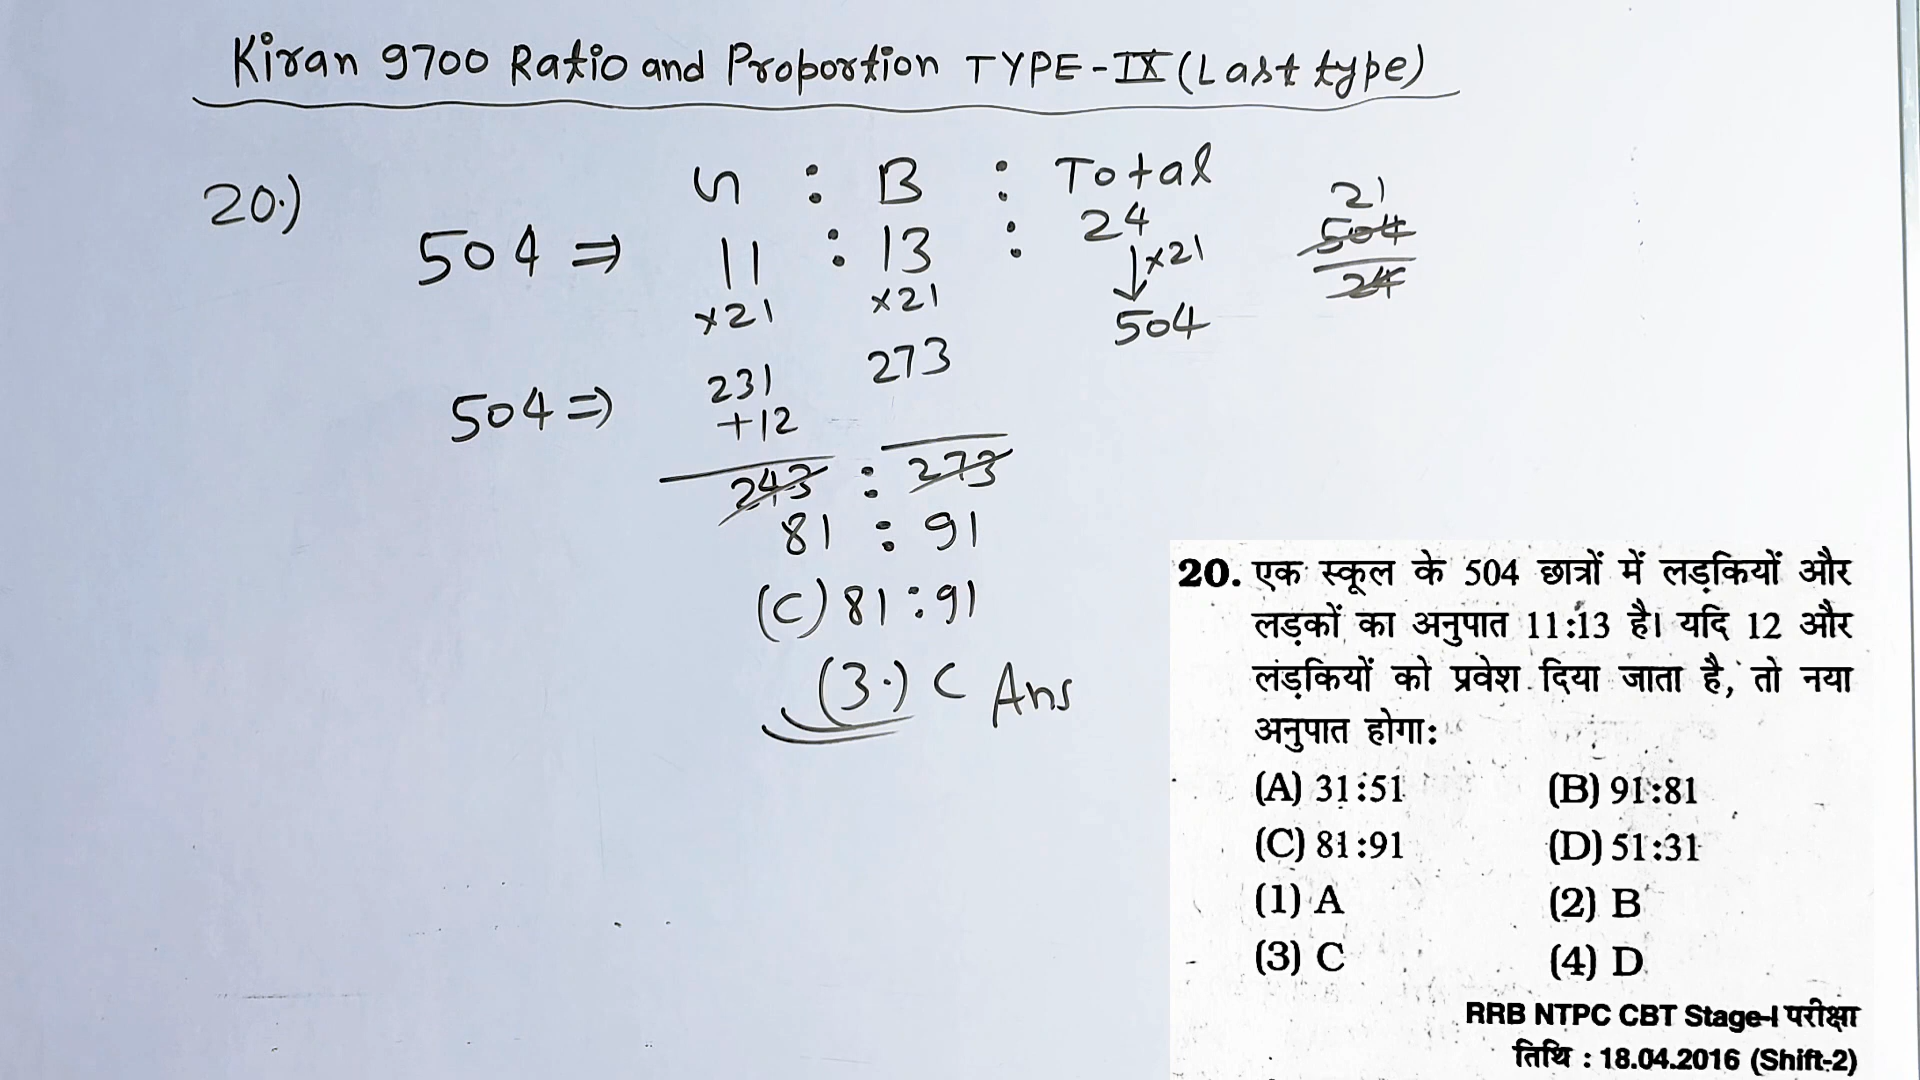 Kiran 9700 Ratio and Proportion TYPE-IX (Last type)
20.)
G : B : Total
504 ⇒ 11 : 13 : 24
×21 ×21 ↓×21
504
21
504
24
504 ⇒ 231 273
+12
243 : 273
81 : 91
(C) 81 : 91
(3.) C Ans
20. एक स्कूल के 504 छात्रों में लड़कियों और
लड़कों का अनुपात 11:13 है। यदि 12 और
लड़कियों को प्रवेश दिया जाता है, तो नया
अनुपात होगा:
(A) 31:51 (B) 91:81
(C) 81:91 (D) 51:31
(1) A (2) B
(3) C (4) D
RRB NTPC CBT Stage-I परीक्षा
तिथि : 18.04.2016 (Shift-2)